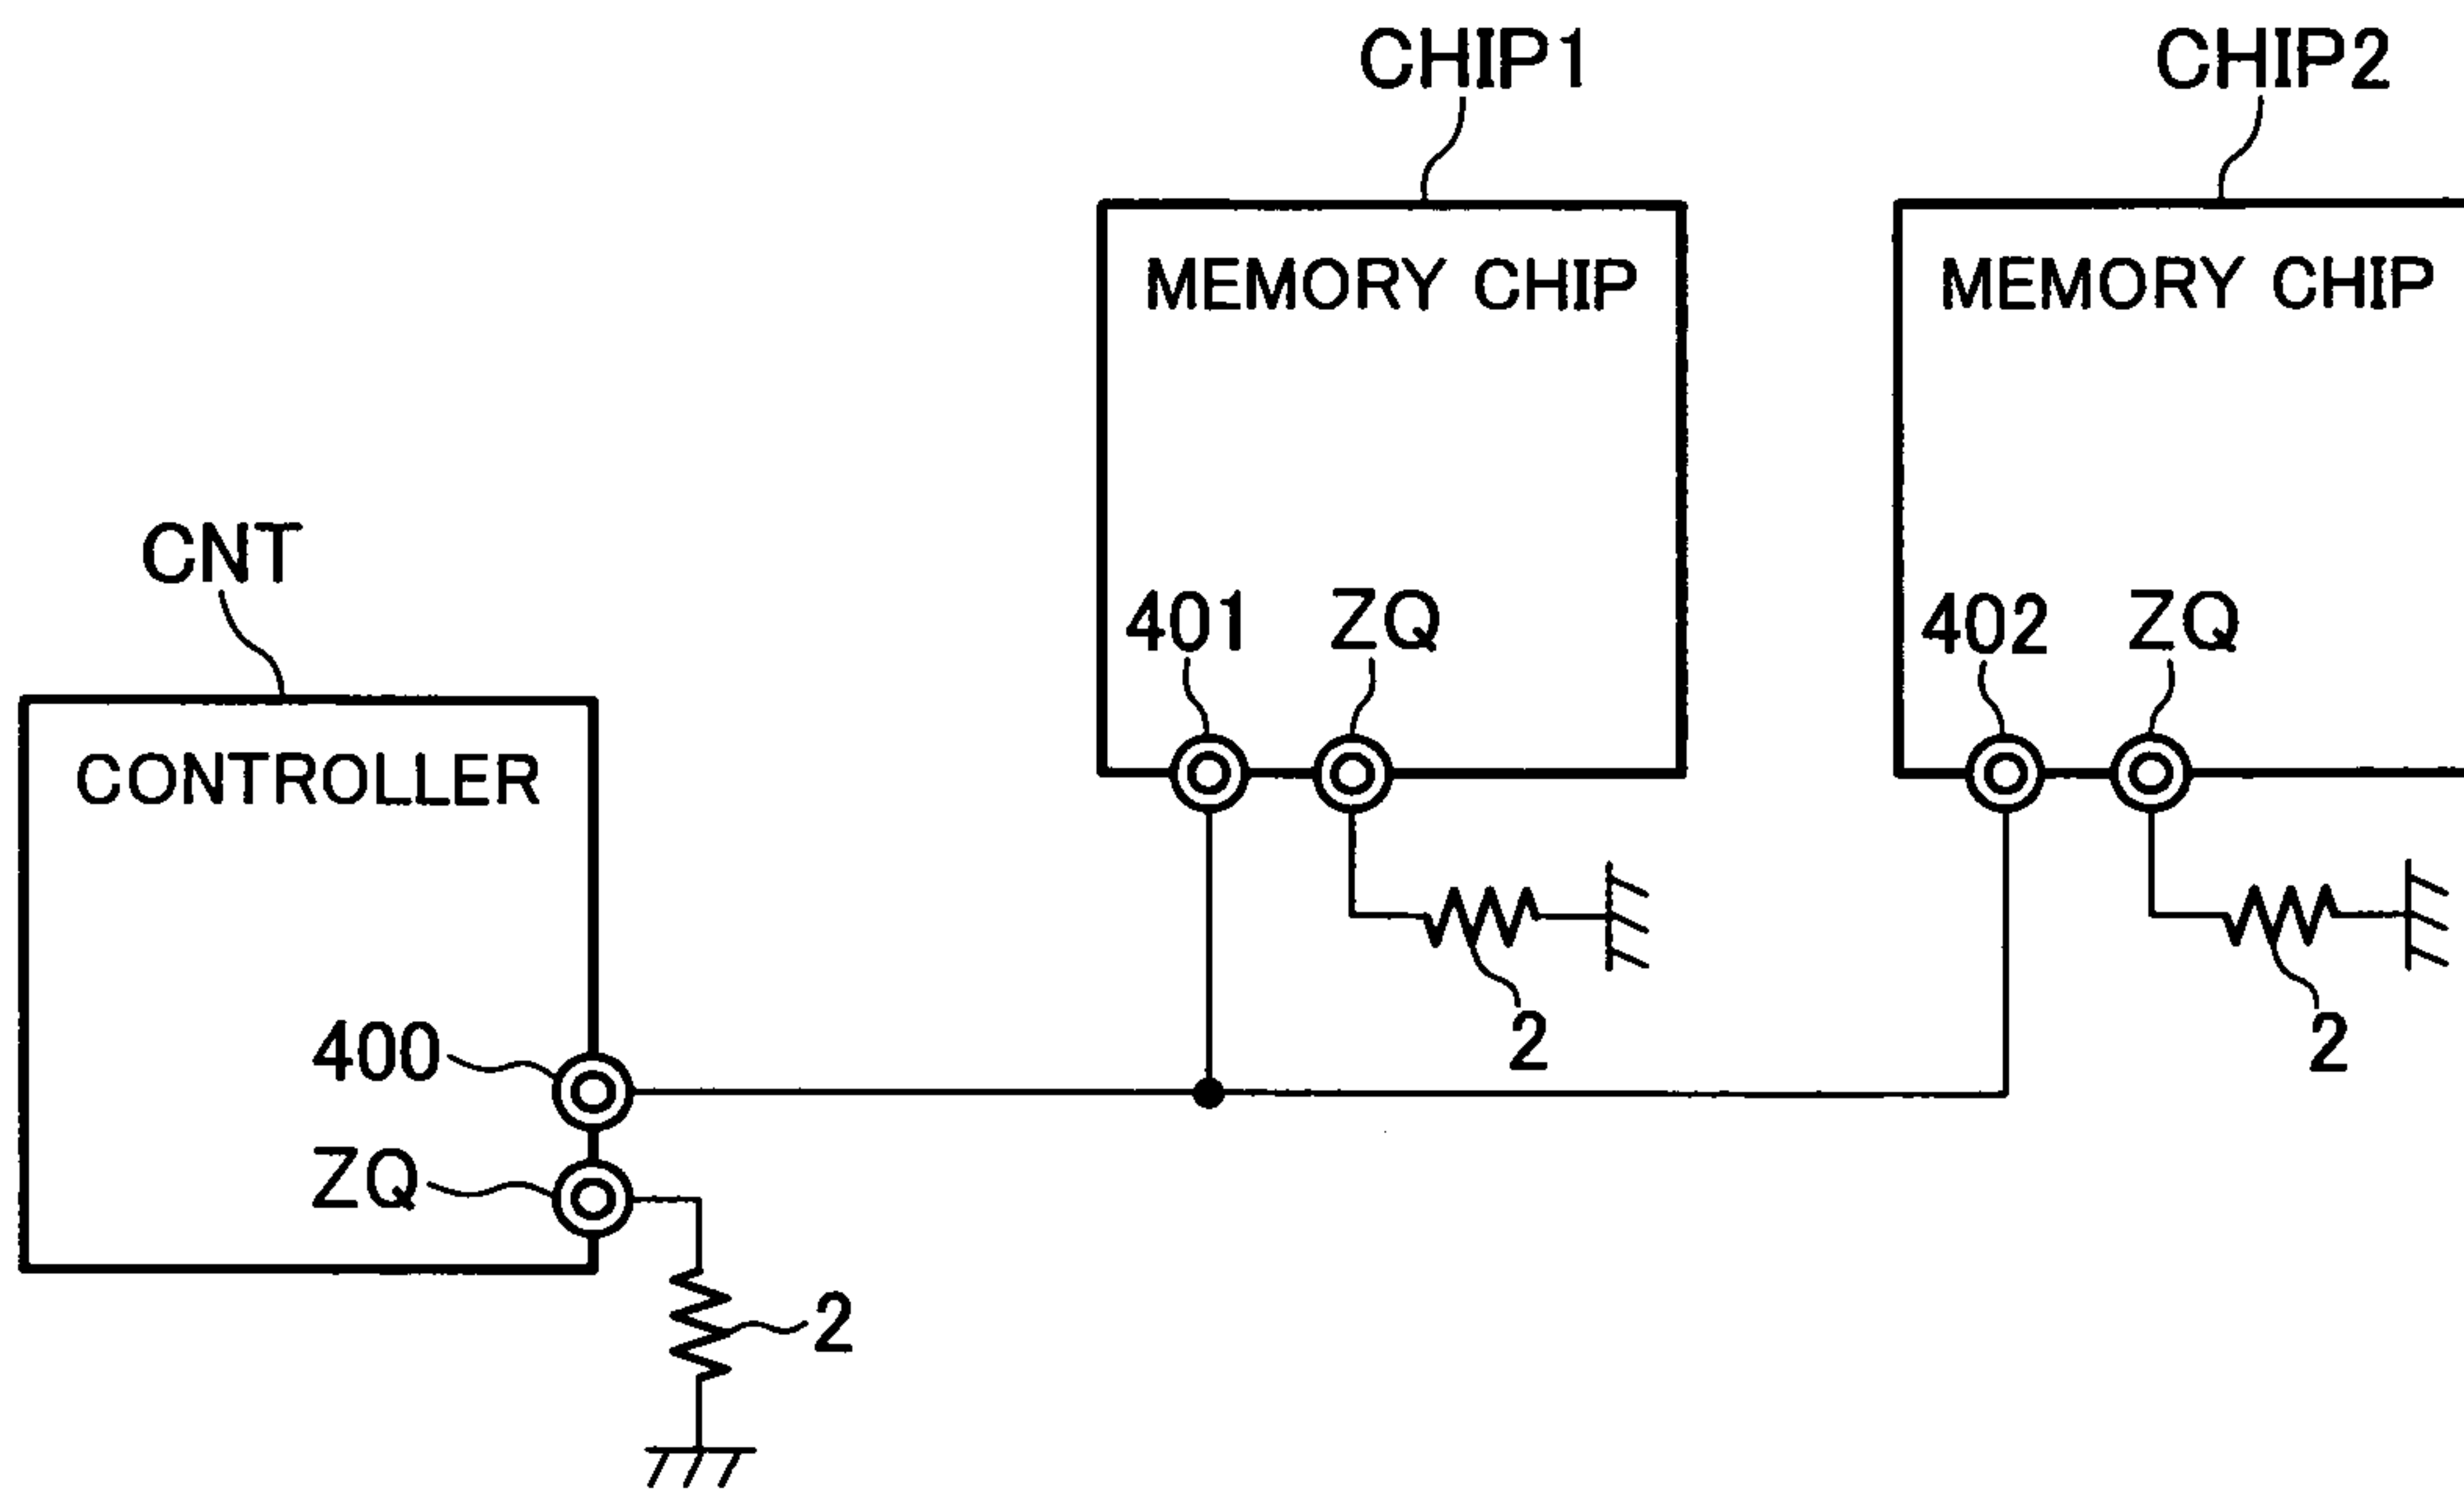 CHIP1
CHIP2
MEMORY CHIP
MEMORY CHIP
CNT
401
ZQ
402
ZQ
CONTROLLER
2
2
400
ZQ
2